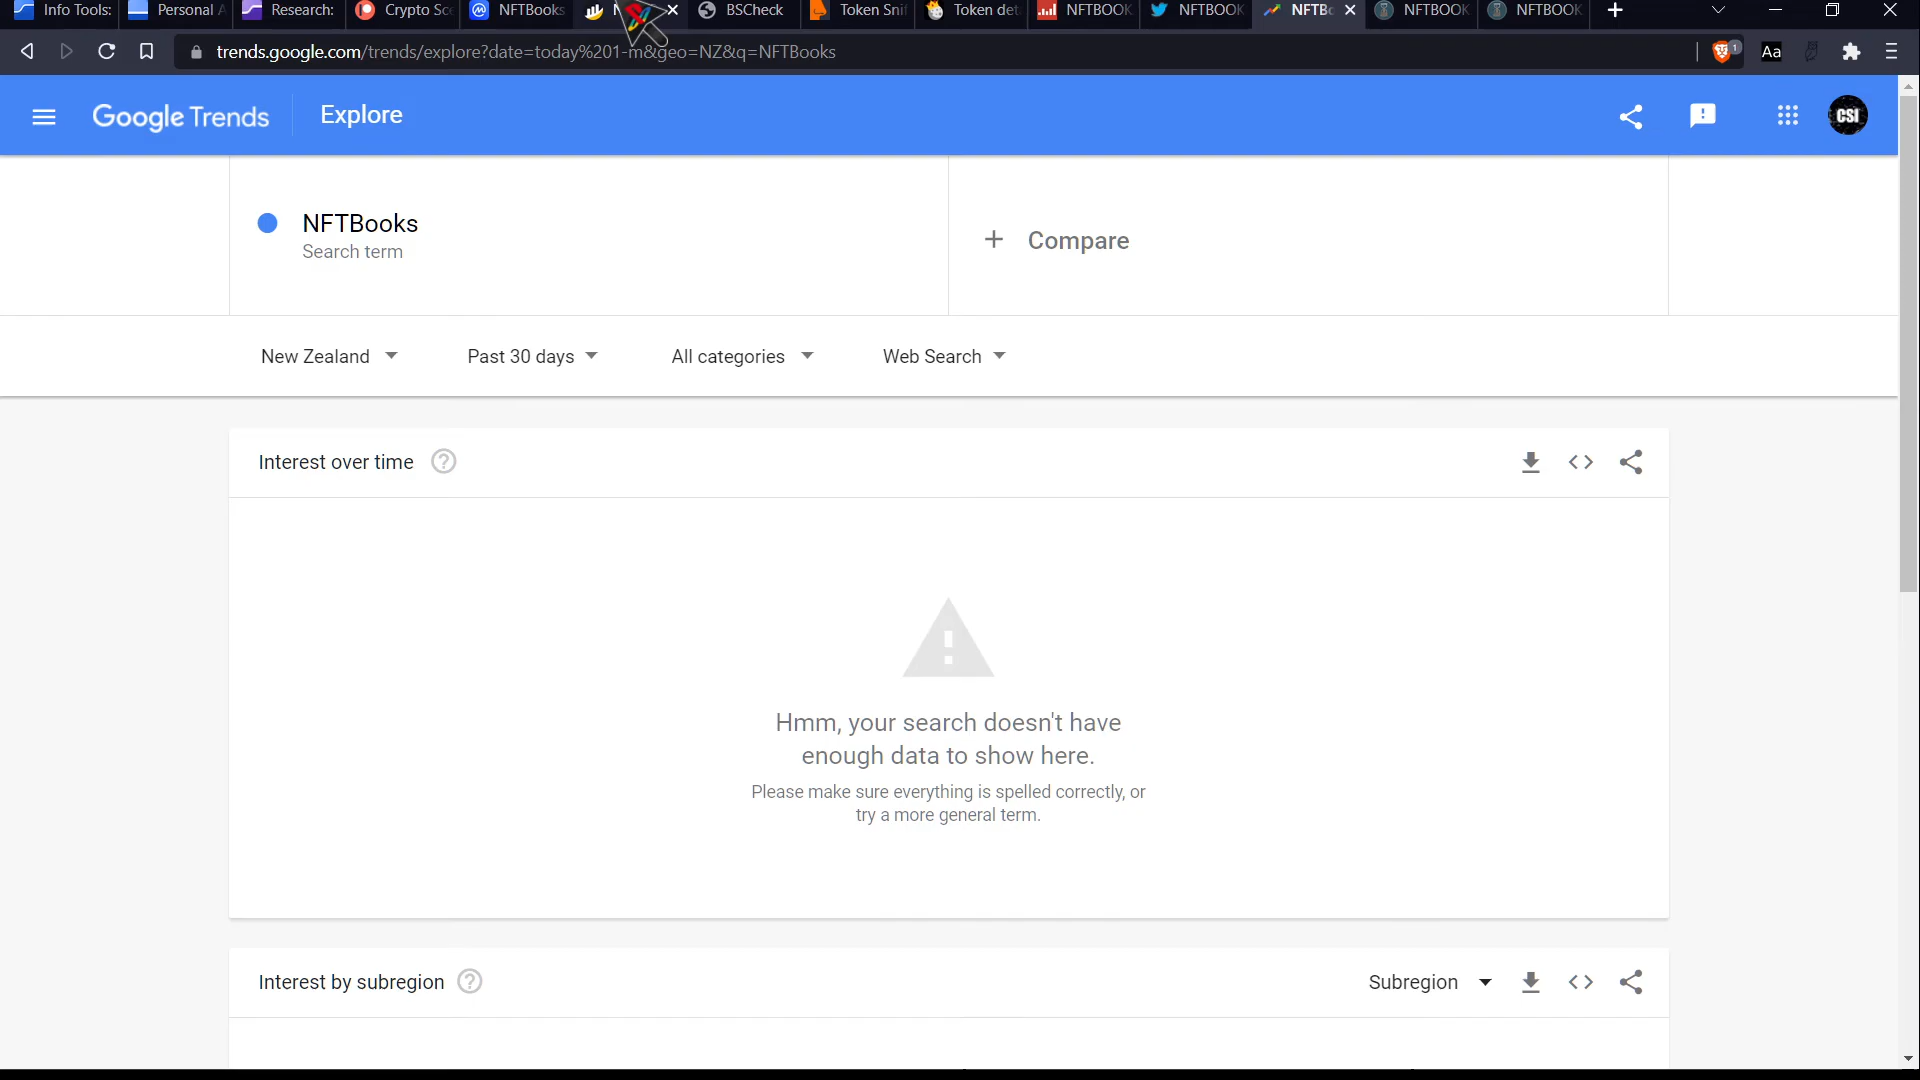 Info Tools:
Personal A
Research:
Crypto Sc
NFTBooks
BSCheck
Token Snif
Token det
NFTBOOK
NFTBOOK
NFTBo
NFTBOOK
NFTBOOK
trends.google.com/trends/explore?date=today%201-m&geo=NZ&q=NFTBooks
1
Aa
Google Trends
Explore
CSI
NFTBooks
Search term
+ Compare
New Zealand
Past 30 days
All categories
Web Search
Interest over time
Hmm, your search doesn't have
enough data to show here.
Please make sure everything is spelled correctly, or
try a more general term.
Interest by subregion
Subregion